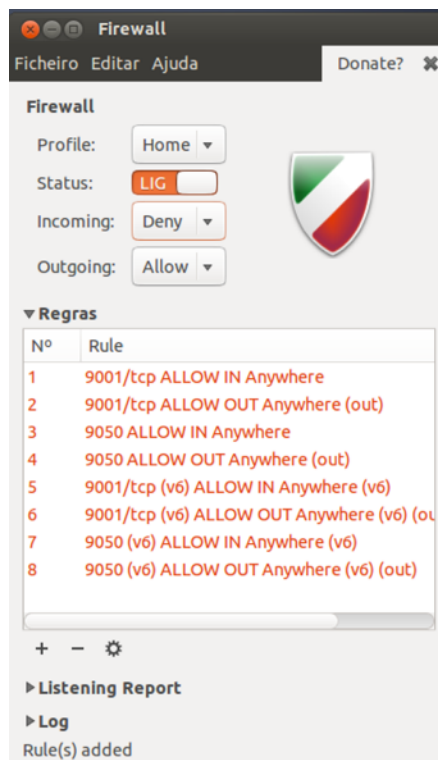 Firewall
Ficheiro Editar Ajuda Donate?
Firewall
Profile: Home
Status: LIG
Incoming: Deny
Outgoing: Allow
Regras
Nº Rule
1 9001/tcp ALLOW IN Anywhere
2 9001/tcp ALLOW OUT Anywhere (out)
3 9050 ALLOW IN Anywhere
4 9050 ALLOW OUT Anywhere (out)
5 9001/tcp (v6) ALLOW IN Anywhere (v6)
6 9001/tcp (v6) ALLOW OUT Anywhere (v6) (ou
7 9050 (v6) ALLOW IN Anywhere (v6)
8 9050 (v6) ALLOW OUT Anywhere (v6) (out)
Listening Report
Log
Rule(s) added